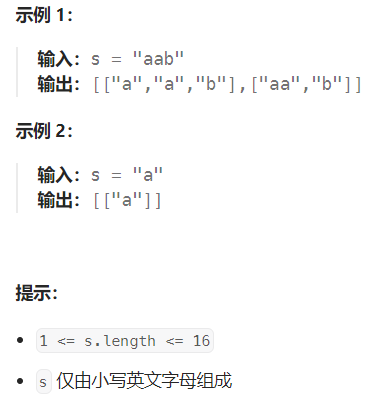 示例 1：
输入：s = "aab"
输出：[["a","a","b"],["aa","b"]]
示例 2：
输入：s = "a"
输出：[["a"]]
提示：
1 <= s.length <= 16
s 仅由小写英文字母组成